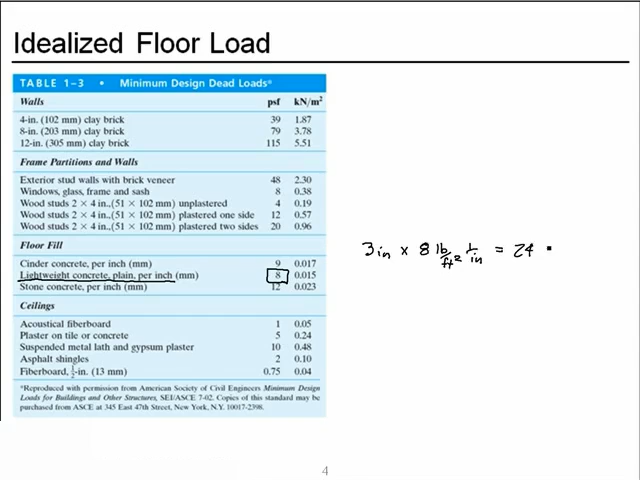 Idealized Floor Load
TABLE 1–3 • Minimum Design Dead Loads*
Walls psf kN/m²
4-in. (102 mm) clay brick 39 1.87
8-in. (203 mm) clay brick 79 3.78
12-in. (305 mm) clay brick 115 5.51
Frame Partitions and Walls
Exterior stud walls with brick veneer 48 2.30
Windows, glass, frame and sash 8 0.38
Wood studs 2 × 4 in., (51 × 102 mm) unplastered 4 0.19
Wood studs 2 × 4 in., (51 × 102 mm) plastered one side 12 0.57
Wood studs 2 × 4 in., (51 × 102 mm) plastered two sides 20 0.96
Floor Fill
Cinder concrete, per inch (mm) 9 0.017
Lightweight concrete, plain, per inch (mm) 8 0.015
Stone concrete, per inch (mm) 12 0.023
3in × 8 lb/ft² 1/in = 24
Ceilings
Acoustical fiberboard 1 0.05
Plaster on tile or concrete 5 0.24
Suspended metal lath and gypsum plaster 10 0.48
Asphalt shingles 2 0.10
Fiberboard, ½-in. (13 mm) 0.75 0.04
*Reproduced with permission from American Society of Civil Engineers Minimum Design
Loads for Buildings and Other Structures, SEI/ASCE 7-02. Copies of this standard may be
purchased from ASCE at 345 East 47th Street, New York, N.Y. 10017-2398.
4